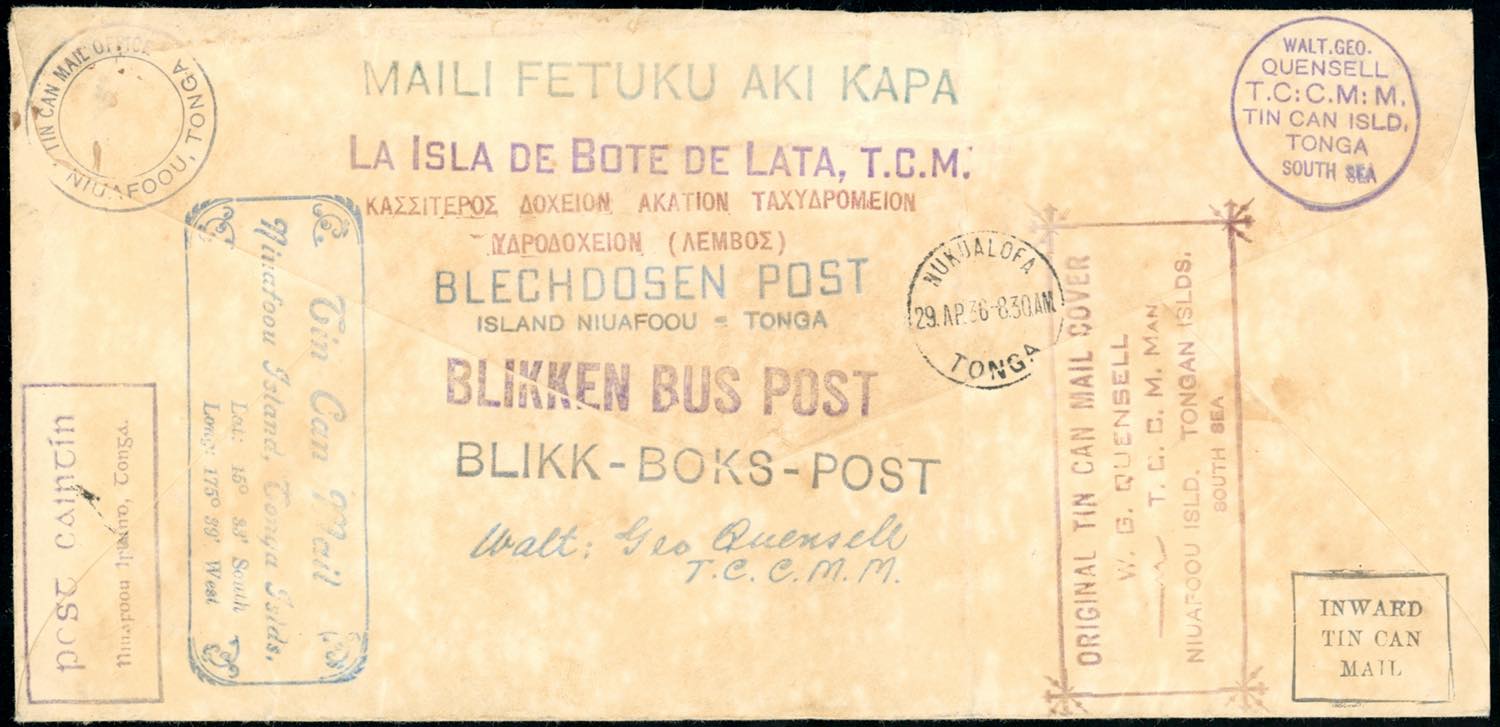 TIN CAN MAIL OFFICE
NIUAFOOU, TONGA
MAILI FETUKU AKI KAPA
LA ISLA DE BOTE DE LATA, T.C.M.
ΚΑΣΣΙΤΕΡΟΣ ΔΟΧΕΙΟΝ ΑΚΑΤΙΟΝ ΤΑΧΥΔΡΟΜΕΙΟΝ
ΥΔΡΟΔΟΧΕΙΟΝ (ΛΕΜΒΟΣ)
BLECHDOSEN POST
ISLAND NIUAFOOU - TONGA
BLIKKEN BUS POST
BLIKK-BOKS-POST
Walt: Geo Quensell
T.C.C.M.M.
WALT. GEO.
QUENSELL
T.C:C.M:M.
TIN CAN ISLD,
TONGA
SOUTH SEA
NUKUALOFA
29.AP.36-8.30AM
TONGA
Tin Can Mail
Niuafoou Island, Tonga Islds.
Lat: 15° 33' South
Long: 175° 39' West
post caintín
Niuafoou Tonga.
ORIGINAL TIN CAN MAIL COVER
W. G. QUENSELL
T. C. C. M. MAN
NIUAFOOU ISLD. TONGAN ISLDS.
SOUTH SEA
INWARD
TIN CAN
MAIL